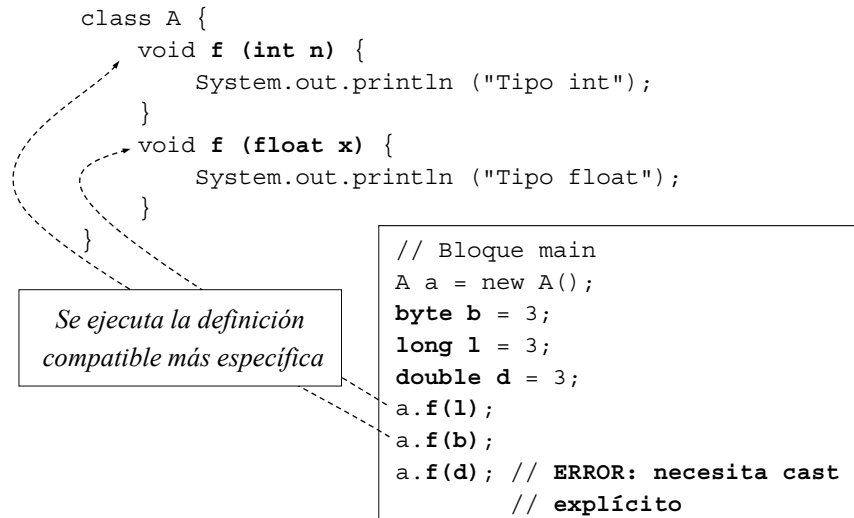 class A {
void f (int n) {
System.out.println ("Tipo int");
}
void f (float x) {
System.out.println ("Tipo float");
}
}
Se ejecuta la definición
compatible más específica
// Bloque main
A a = new A();
byte b = 3;
long l = 3;
double d = 3;
a.f(l);
a.f(b);
a.f(d); // ERROR: necesita cast
// explícito